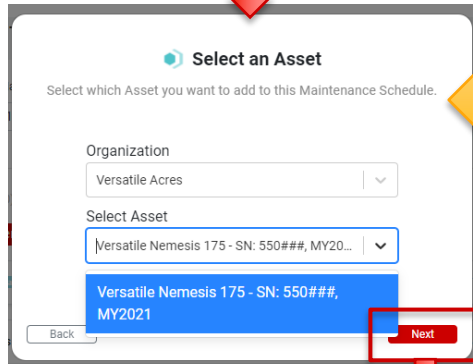 Select an Asset
Select which Asset you want to add to this Maintenance Schedule.
Organization
Versatile Acres
Select Asset
Versatile Nemesis 175 - SN: 550###, MY20...
Versatile Nemesis 175 - SN: 550###,
MY2021
Back
Next